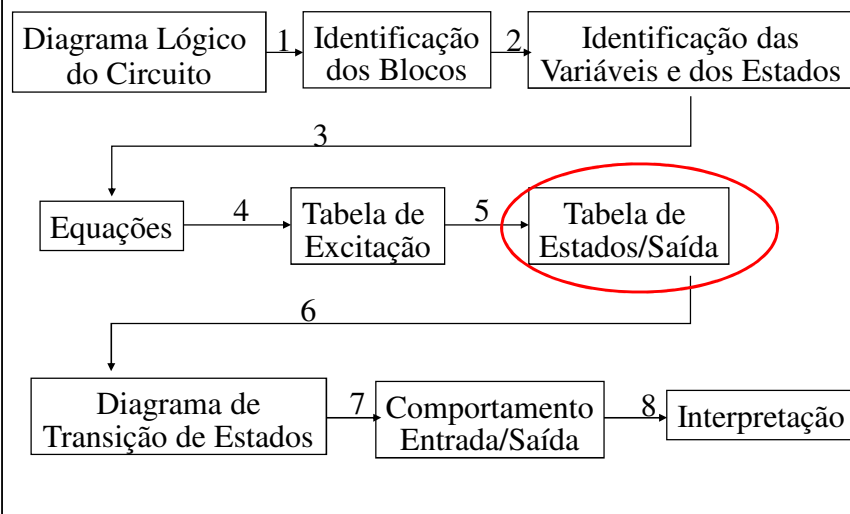 Diagrama Lógico
do Circuito
1
Identificação
dos Blocos
2
Identificação das
Variáveis e dos Estados
3
Equações
4
Tabela de
Excitação
5
Tabela de
Estados/Saída
6
Diagrama de
Transição de Estados
7
Comportamento
Entrada/Saída
8
Interpretação